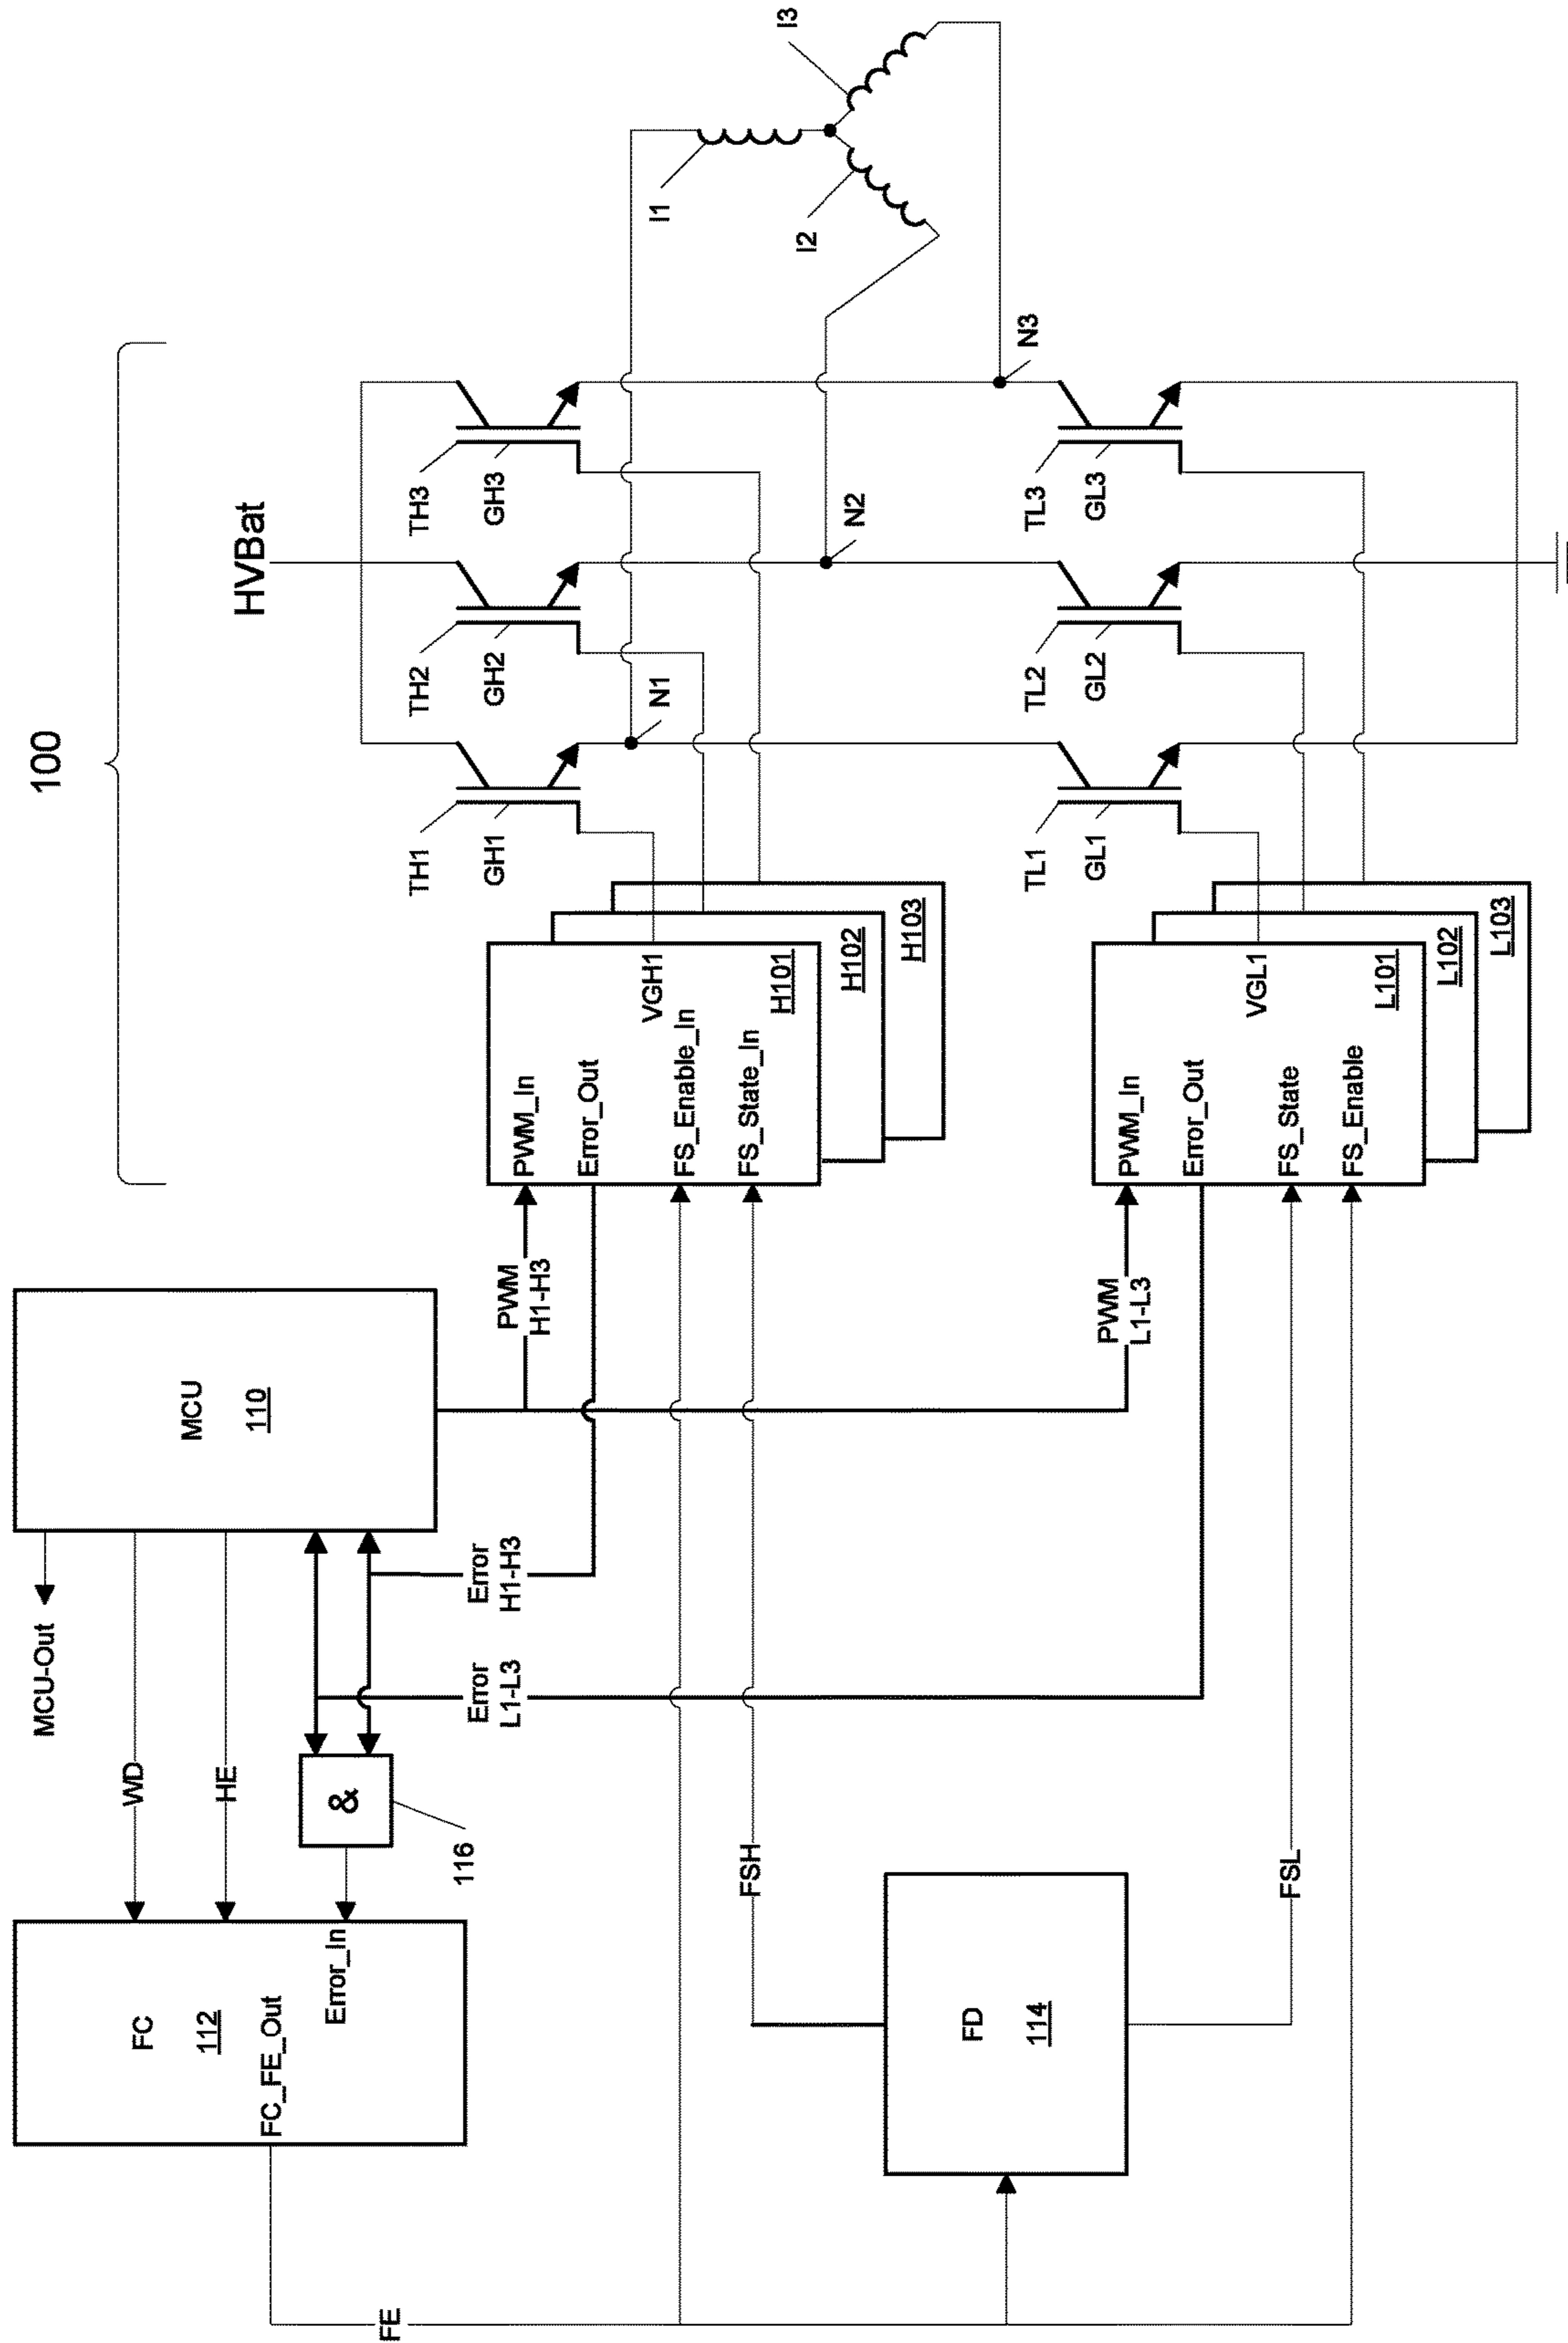 100
HVBat
TH1
GH1
TH2
GH2
TH3
GH3
N1
N2
N3
I1
I2
I3
TL1
GL1
TL2
GL2
TL3
GL3
MCU
110
MCU-Out
WD
HE
FC
112
FC_FE_Out
Error_In
&
116
PWM
H1-H3
Error
H1-H3
Error
L1-L3
PWM
L1-L3
PWM_In
Error_Out
VGH1
FS_Enable_In
FS_State_In
H101
H102
H103
PWM_In
Error_Out
VGL1
FS_State
FS_Enable
L101
L102
L103
FSH
FSL
FD
114
FE